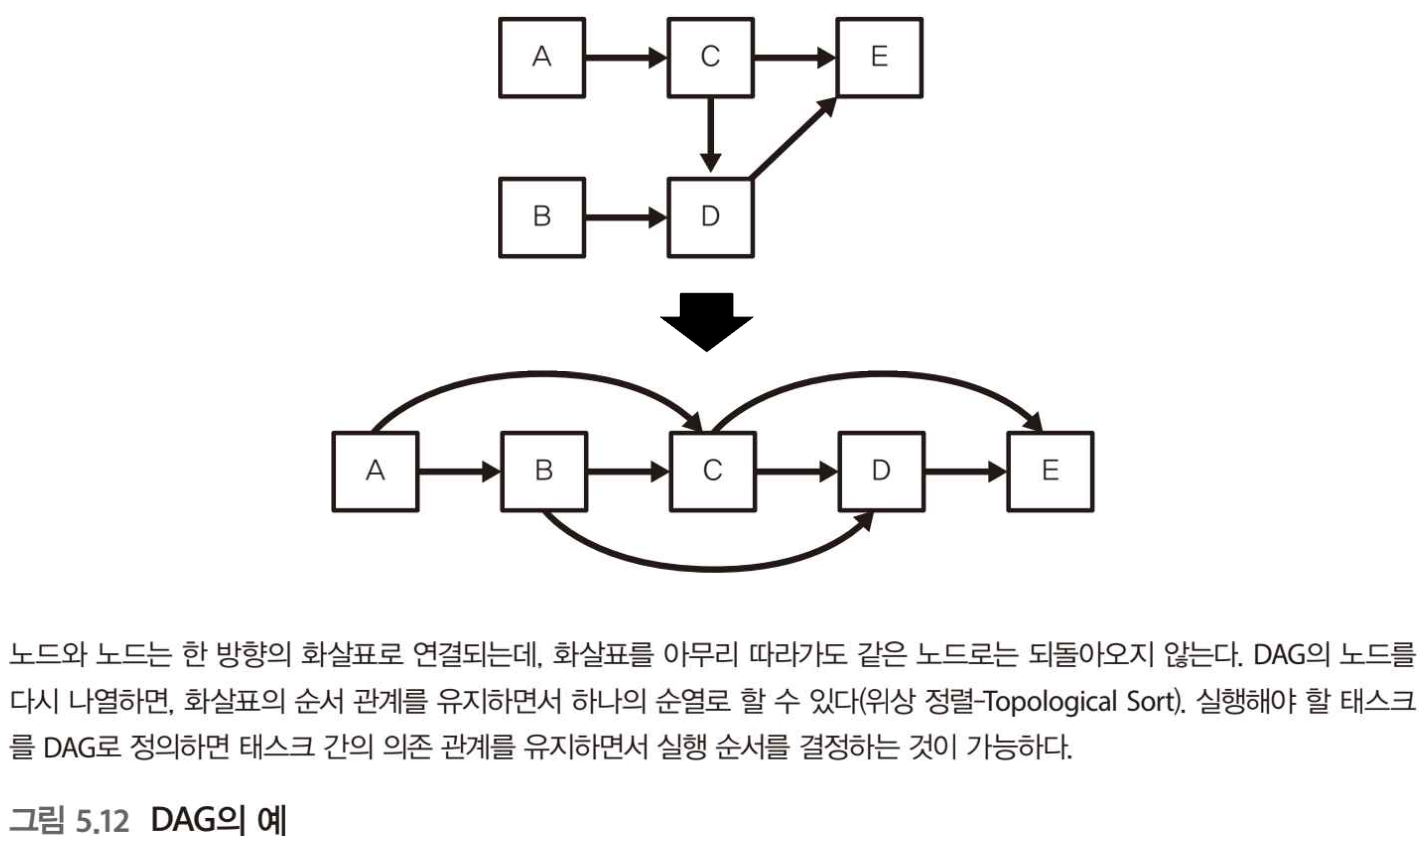 A
C
E
B
D
A
B
C
D
E
노드와 노드는 한 방향의 화살표로 연결되는데, 화살표를 아무리 따라가도 같은 노드로는 되돌아오지 않는다. DAG의 노드를
다시 나열하면, 화살표의 순서 관계를 유지하면서 하나의 순열로 할 수 있다(위상 정렬-Topological Sort). 실행해야 할 태스크
를 DAG로 정의하면 태스크 간의 의존 관계를 유지하면서 실행 순서를 결정하는 것이 가능하다.
그림 5.12 DAG의 예